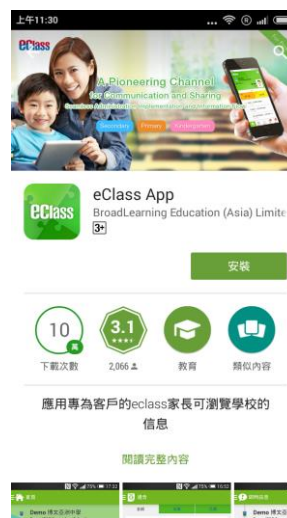 上午11:30
eClass
A Pioneering Channel
for Communication and Sharing
Secondary
Primary
Kindergarten
eClass
eClass App
BroadLearning Education (Asia) Limite
3+
安裝
10
萬
3.1
下載次數
2,066
教育
類似內容
應用專為客戶的eclass家長可瀏覽學校的
信息
閱讀完整內容